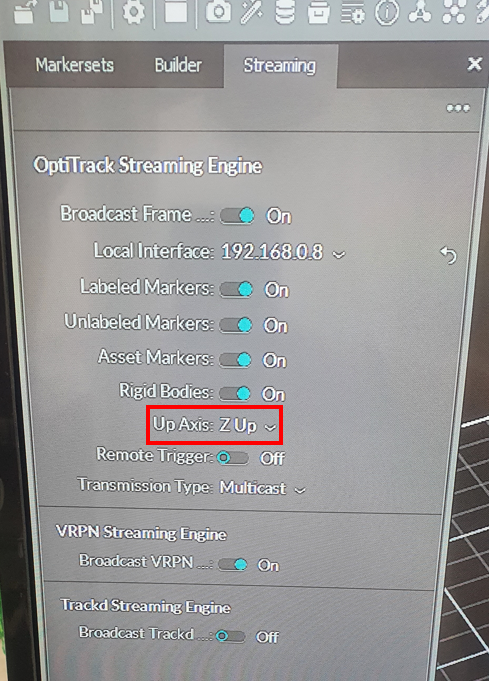 Markersets Builder Streaming
OptiTrack Streaming Engine
Broadcast Frame ...: On
Local Interface: 192.168.0.8
Labeled Markers: On
Unlabeled Markers: On
Asset Markers: On
Rigid Bodies: On
Up Axis: Z Up
Remote Trigger: Off
Transmission Type: Multicast
VRPN Streaming Engine
Broadcast VRPN ...: On
Trackd Streaming Engine
Broadcast Trackd ...: Off